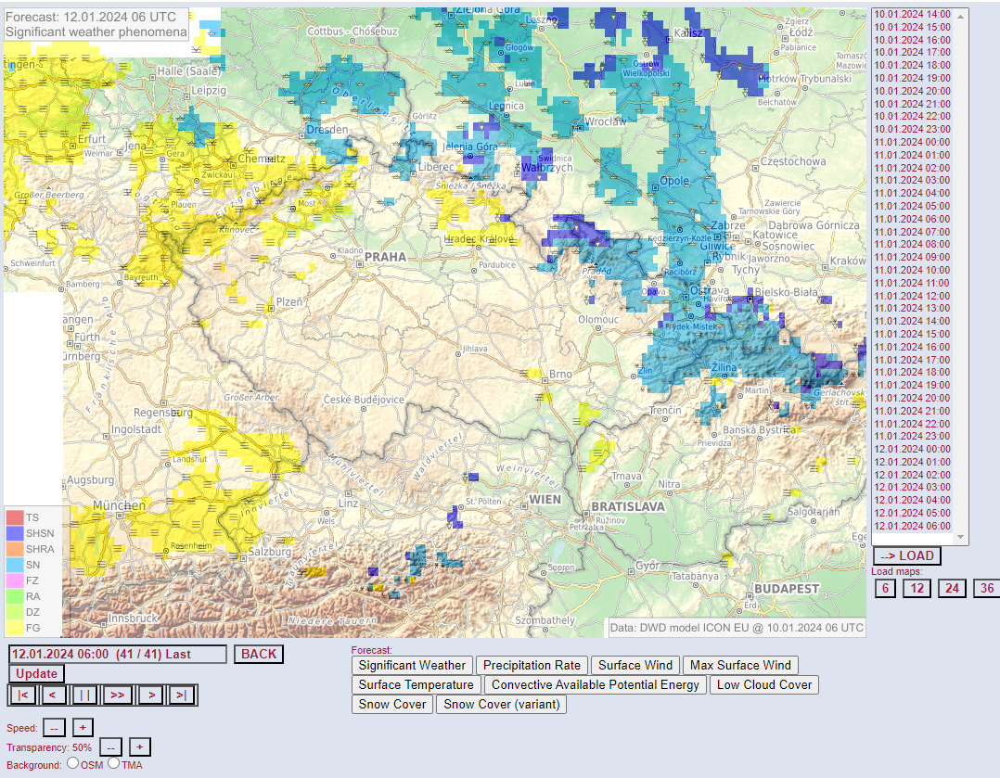 Forecast: 12.01.2024 06 UTC
Significant weather phenomena
Zielona Góra
Leszno
Cottbus - Chóśebuz
Głogów
Kalisz
Zgierz
Łódź
Pabianice
Tomaszów
Mazowiecki
Ostrów
Wielkopolski
Piotrków Trybunalski
Bełchatów
Halle (Saale)
Leipzig
Lubin
Legnica
Wrocław
Görlitz
Dresden
Erfurt
Weimar
Jena
Gera
Chemnitz
Zwickau
Jelenia Góra
Liberec
Świdnica
Wałbrzych
Śnieżka / Sněžka
Częstochowa
Opole
Großer Beerberg
Plauen
Most
Klínovec
Hradec Králové
Zawiercie
Tarnowskie Góry
Zabrze
Dąbrowa Górnicza
Katowice
Sosnowiec
Kędzierzyn-Koźle
Gliwice
Rybnik
Jaworzno
Tychy
Kraków
Kladno
PRAHA
Pardubice
Praděd
Racibórz
Schweinfurt
Bamberg
Bayreuth
Plzeň
Opava
Ostrava
Havířov
Bielsko-Biała
Olomouc
Frýdek-Místek
Fürth
Jihlava
Brno
Zlín
Žilina
Martin
Gerlachovský
štít
Fränkische Alb
Großer Arber
České Budějovice
Regensburg
Ingolstadt
Trenčín
Banská Bystrica
Prievidza
Landshut
Augsburg
München
Mühlviertel
Waldviertel
Weinviertel
Innviertel
Linz
Wels
St. Pölten
WIEN
Trnava
Nitra
BRATISLAVA
Ružinov
Petržalka
Salgótarján
Rosenheim
Salzburg
Sopron
Győr
Tatabánya
BUDAPEST
Érd
Innsbruck
Niedere Tauern
Szombathely
TS
SHSN
SHRA
SN
FZ
RA
DZ
FG
Data: DWD model ICON EU @ 10.01.2024 06 UTC
10.01.2024 14:00
10.01.2024 15:00
10.01.2024 16:00
10.01.2024 17:00
10.01.2024 18:00
10.01.2024 19:00
10.01.2024 20:00
10.01.2024 21:00
10.01.2024 22:00
10.01.2024 23:00
11.01.2024 00:00
11.01.2024 01:00
11.01.2024 02:00
11.01.2024 03:00
11.01.2024 04:00
11.01.2024 05:00
11.01.2024 06:00
11.01.2024 07:00
11.01.2024 08:00
11.01.2024 09:00
11.01.2024 10:00
11.01.2024 11:00
11.01.2024 12:00
11.01.2024 13:00
11.01.2024 14:00
11.01.2024 15:00
11.01.2024 16:00
11.01.2024 17:00
11.01.2024 18:00
11.01.2024 19:00
11.01.2024 20:00
11.01.2024 21:00
11.01.2024 22:00
11.01.2024 23:00
12.01.2024 00:00
12.01.2024 01:00
12.01.2024 02:00
12.01.2024 03:00
12.01.2024 04:00
12.01.2024 05:00
12.01.2024 06:00
--> LOAD
Load maps:
6 12 24 36
12.01.2024 06:00 (41 / 41) Last
BACK
Update
|< < | | >> > >|
Speed: -- +
Transparency: 50% -- +
Background: OSM TMA
Forecast:
Significant Weather Precipitation Rate Surface Wind Max Surface Wind
Surface Temperature Convective Available Potential Energy Low Cloud Cover
Snow Cover Snow Cover (variant)